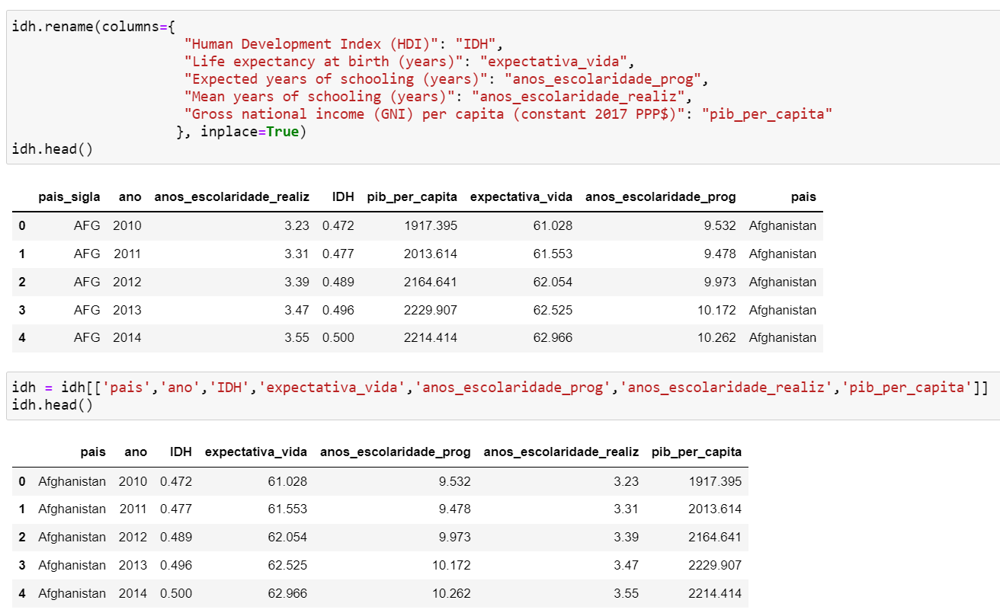 idh.rename(columns={
"Human Development Index (HDI)": "IDH",
"Life expectancy at birth (years)": "expectativa_vida",
"Expected years of schooling (years)": "anos_escolaridade_prog",
"Mean years of schooling (years)": "anos_escolaridade_realiz",
"Gross national income (GNI) per capita (constant 2017 PPP$)": "pib_per_capita"
}, inplace=True)
idh.head()
pais_sigla ano anos_escolaridade_realiz IDH pib_per_capita expectativa_vida anos_escolaridade_prog pais
0 AFG 2010 3.23 0.472 1917.395 61.028 9.532 Afghanistan
1 AFG 2011 3.31 0.477 2013.614 61.553 9.478 Afghanistan
2 AFG 2012 3.39 0.489 2164.641 62.054 9.973 Afghanistan
3 AFG 2013 3.47 0.496 2229.907 62.525 10.172 Afghanistan
4 AFG 2014 3.55 0.500 2214.414 62.966 10.262 Afghanistan
idh = idh[['pais','ano','IDH','expectativa_vida','anos_escolaridade_prog','anos_escolaridade_realiz','pib_per_capita']]
idh.head()
pais ano IDH expectativa_vida anos_escolaridade_prog anos_escolaridade_realiz pib_per_capita
0 Afghanistan 2010 0.472 61.028 9.532 3.23 1917.395
1 Afghanistan 2011 0.477 61.553 9.478 3.31 2013.614
2 Afghanistan 2012 0.489 62.054 9.973 3.39 2164.641
3 Afghanistan 2013 0.496 62.525 10.172 3.47 2229.907
4 Afghanistan 2014 0.500 62.966 10.262 3.55 2214.414